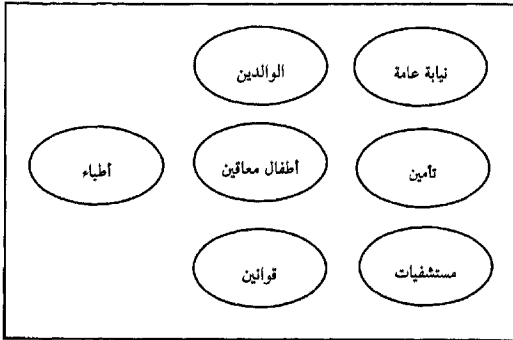 نيابة عامة
الوالدين
تأمين
أطفال معاقين
أطباء
مستشفيات
قوانين